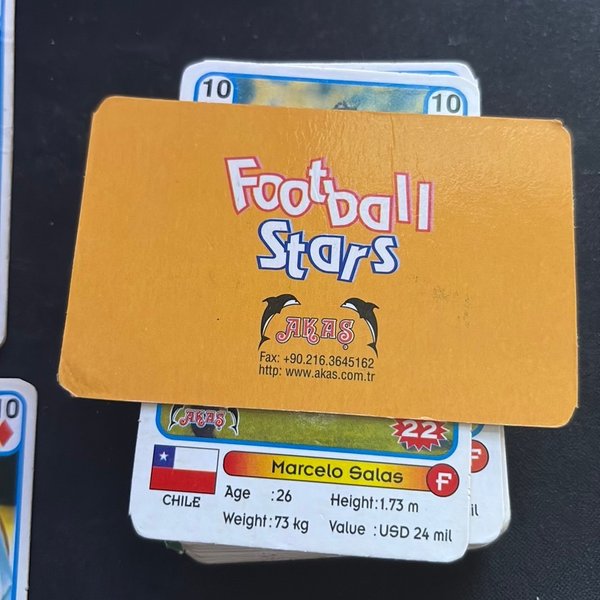 10
10
Football
Stars
AKAŞ
Fax: +90.216.3645162
http: www.akas.com.tr
AKAŞ
22
Marcelo Salas
F
CHILE
Age :26
Height:1.73 m
Weight:73 kg
Value :USD 24 mil
il
10